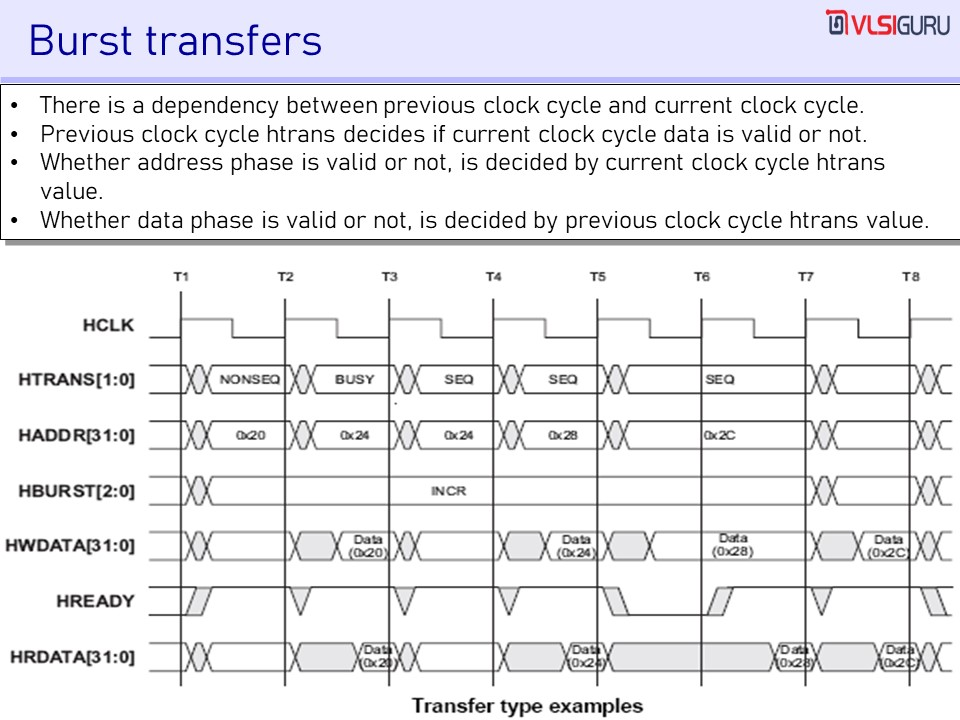 Burst transfers
VLSIGURU
• There is a dependency between previous clock cycle and current clock cycle.
• Previous clock cycle htrans decides if current clock cycle data is valid or not.
• Whether address phase is valid or not, is decided by current clock cycle htrans
value.
• Whether data phase is valid or not, is decided by previous clock cycle htrans value.
T1 T2 T3 T4 T5 T6 T7 T8
HCLK
HTRANS[1:0] NONSEQ BUSY SEQ SEQ SEQ
HADDR[31:0] 0x20 0x24 0x24 0x28 0x2C
HBURST[2:0] INCR
HWDATA[31:0] Data Data Data Data
(0x20) (0x24) (0x28) (0x2C)
HREADY
HRDATA[31:0] Data Data Data Data
(0x20) (0x24) (0x28) (0x2C)
Transfer type examples